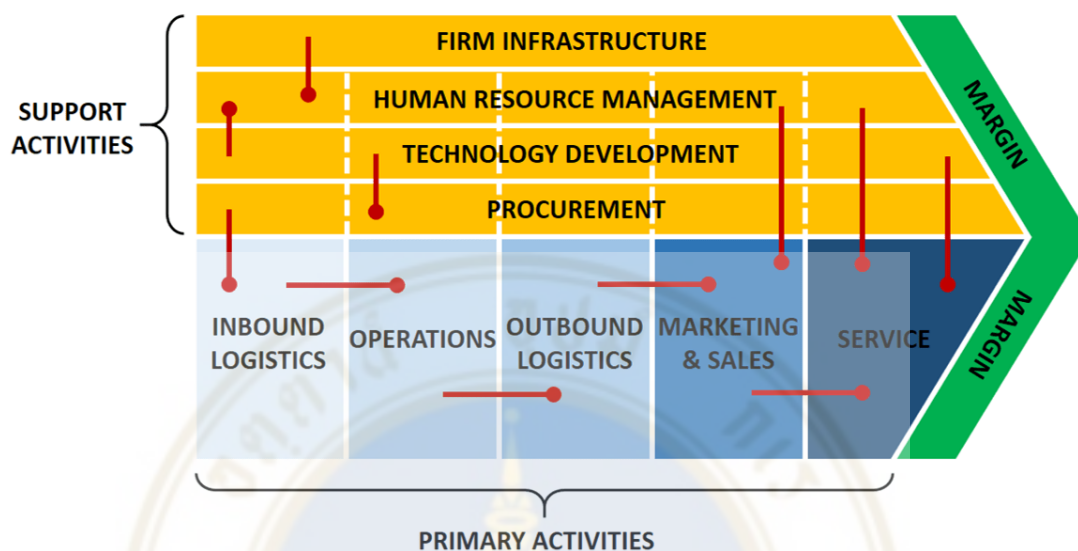 FIRM INFRASTRUCTURE
SUPPORT
ACTIVITIES
HUMAN RESOURCE MANAGEMENT
TECHNOLOGY DEVELOPMENT
PROCUREMENT
MARGIN
INBOUND
LOGISTICS
OPERATIONS
OUTBOUND
LOGISTICS
MARKETING
& SALES
SERVICE
MARGIN
PRIMARY ACTIVITIES